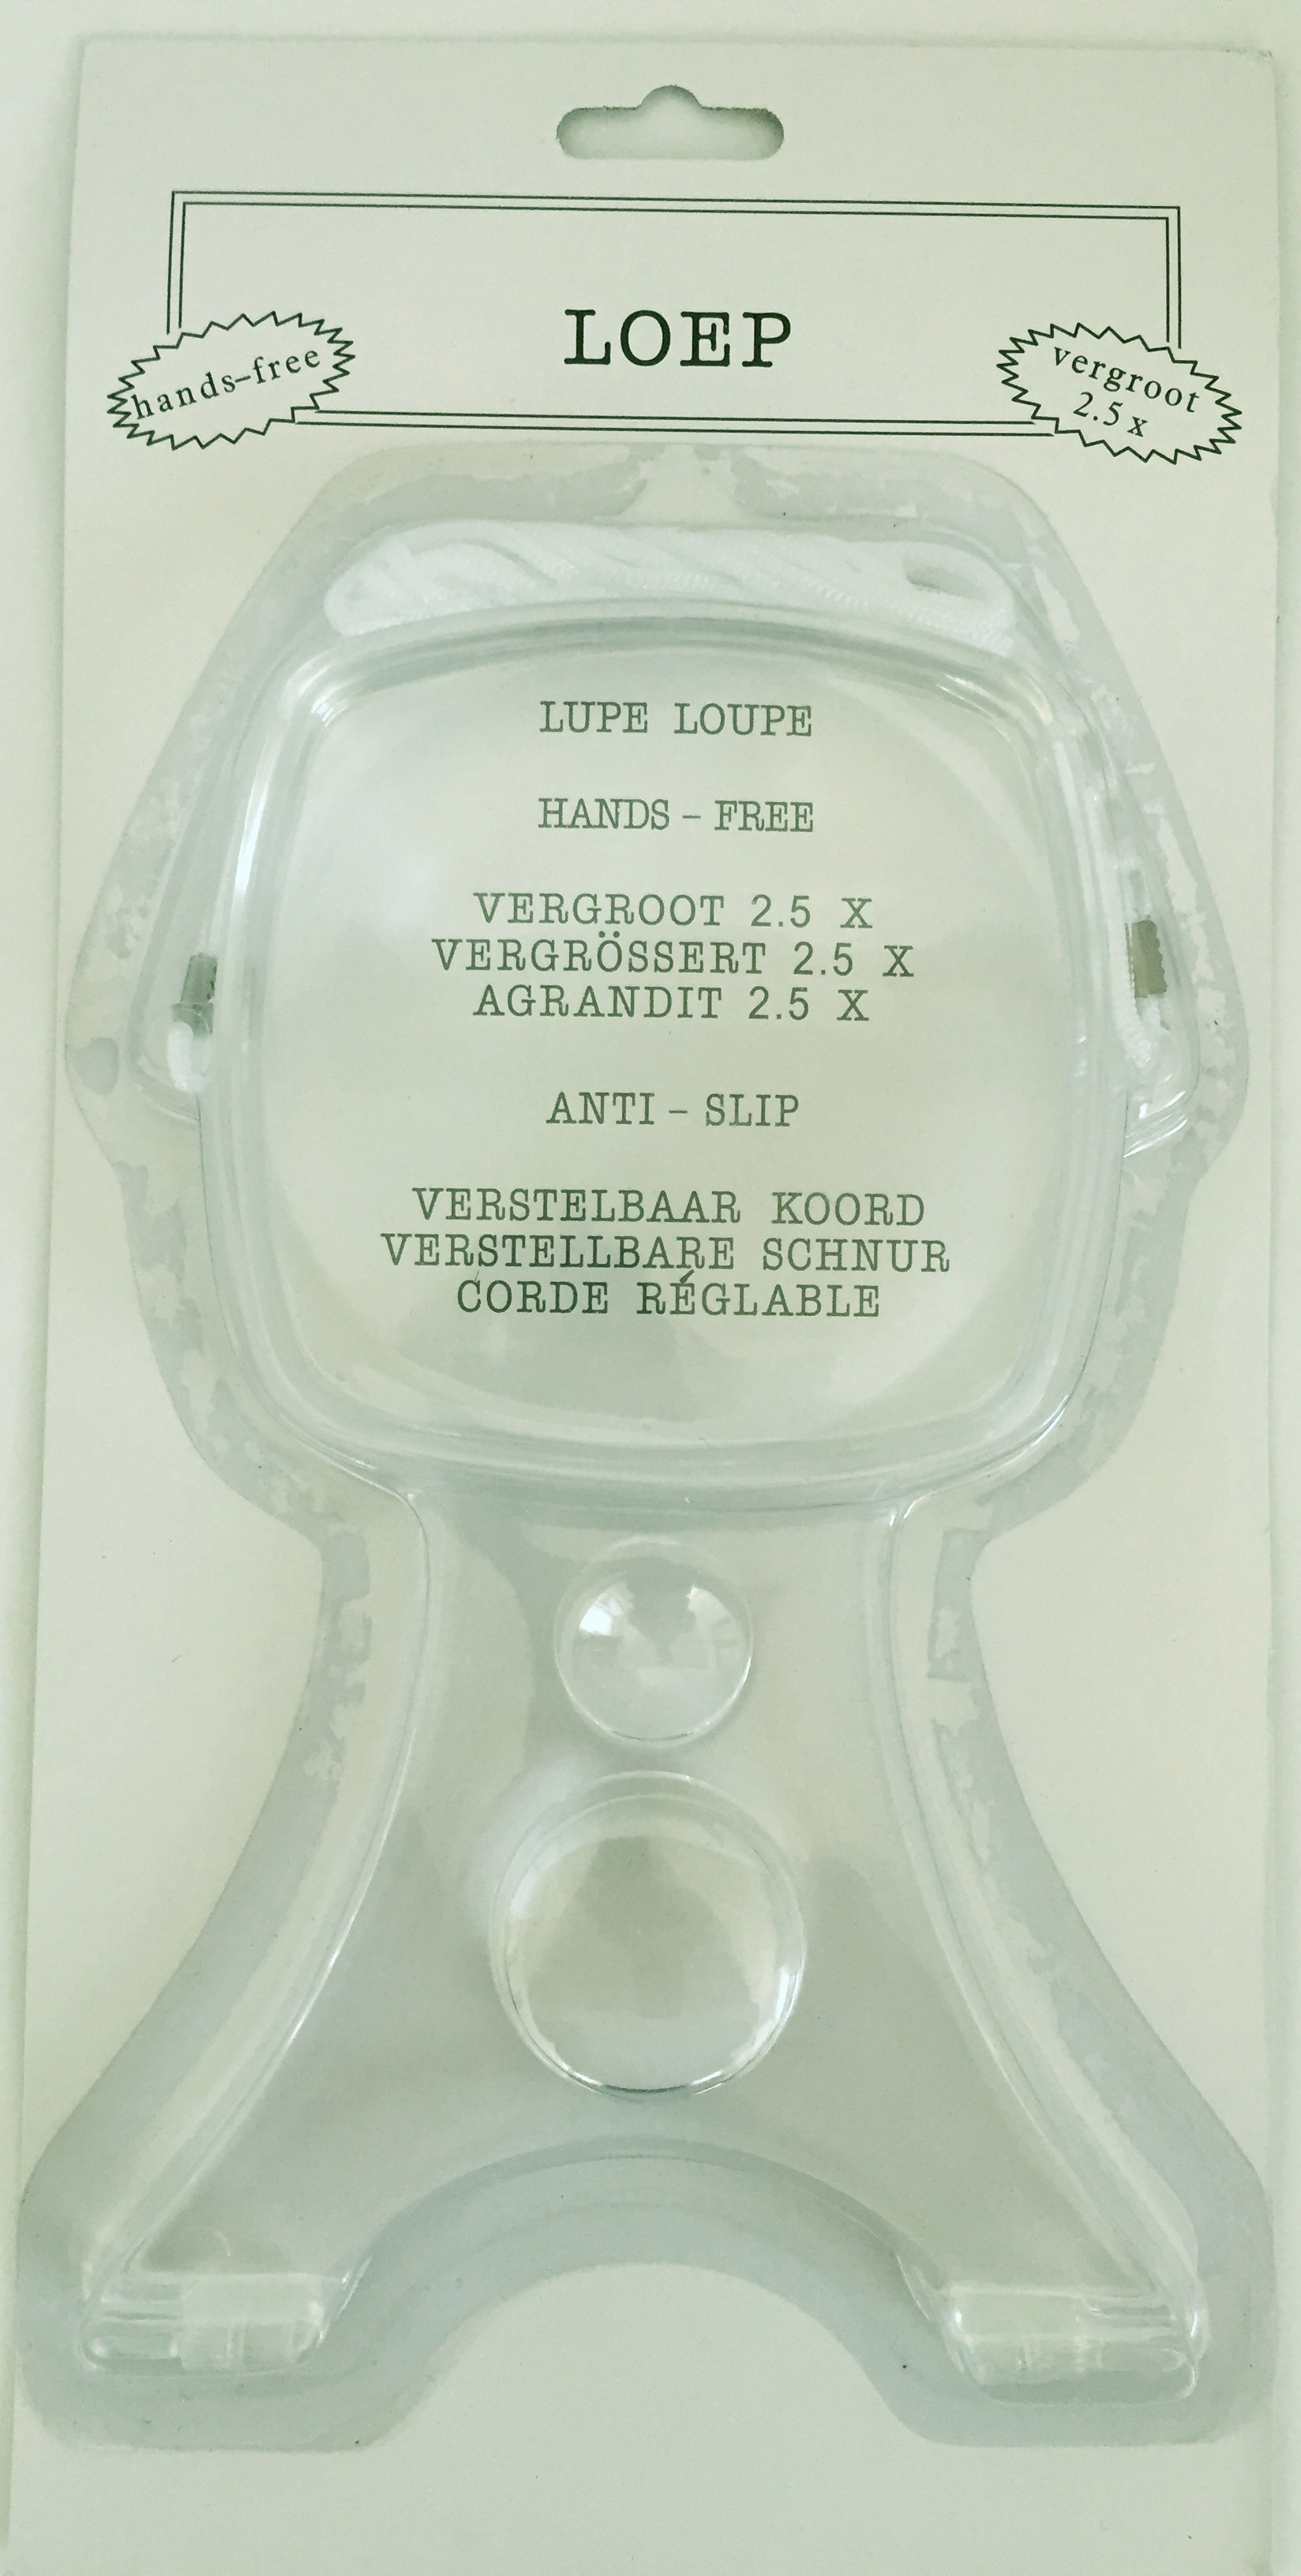 LOEP
hands-free
vergroot
2.5 x
LUPE LOUPE
HANDS - FREE
VERGROOT 2.5 X
VERGRÖSSERT 2.5 X
AGRANDIT 2.5 X
ANTI - SLIP
VERSTELBAAR KOORD
VERSTELLBARE SCHNUR
CORDE RÉGLABLE